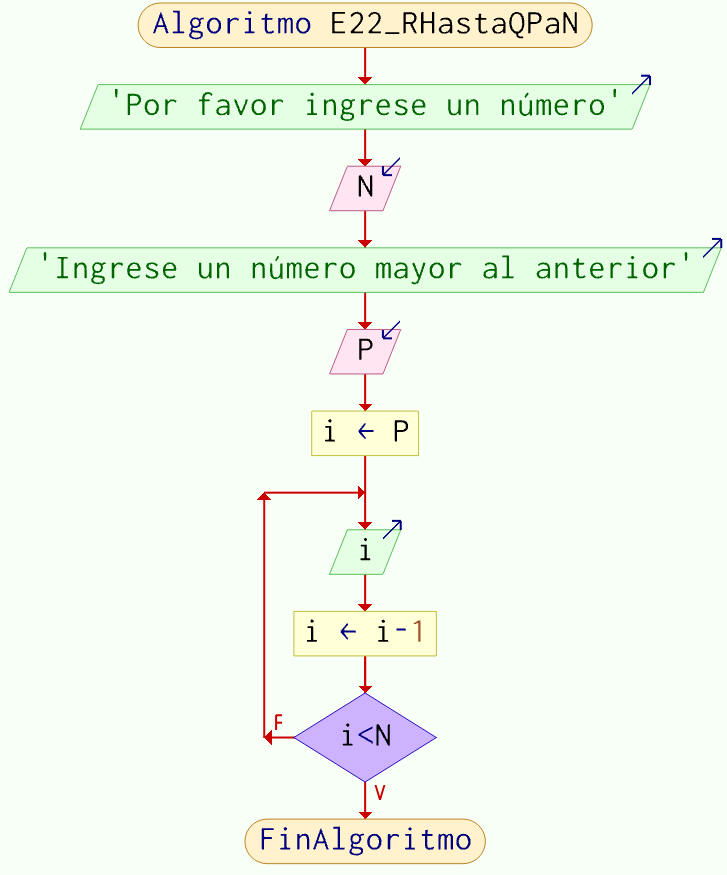 Algoritmo E22_RHastaQPaN
'Por favor ingrese un número'
N
'Ingrese un número mayor al anterior'
P
i ← P
i
i ← i-1
i<N
F
V
FinAlgoritmo